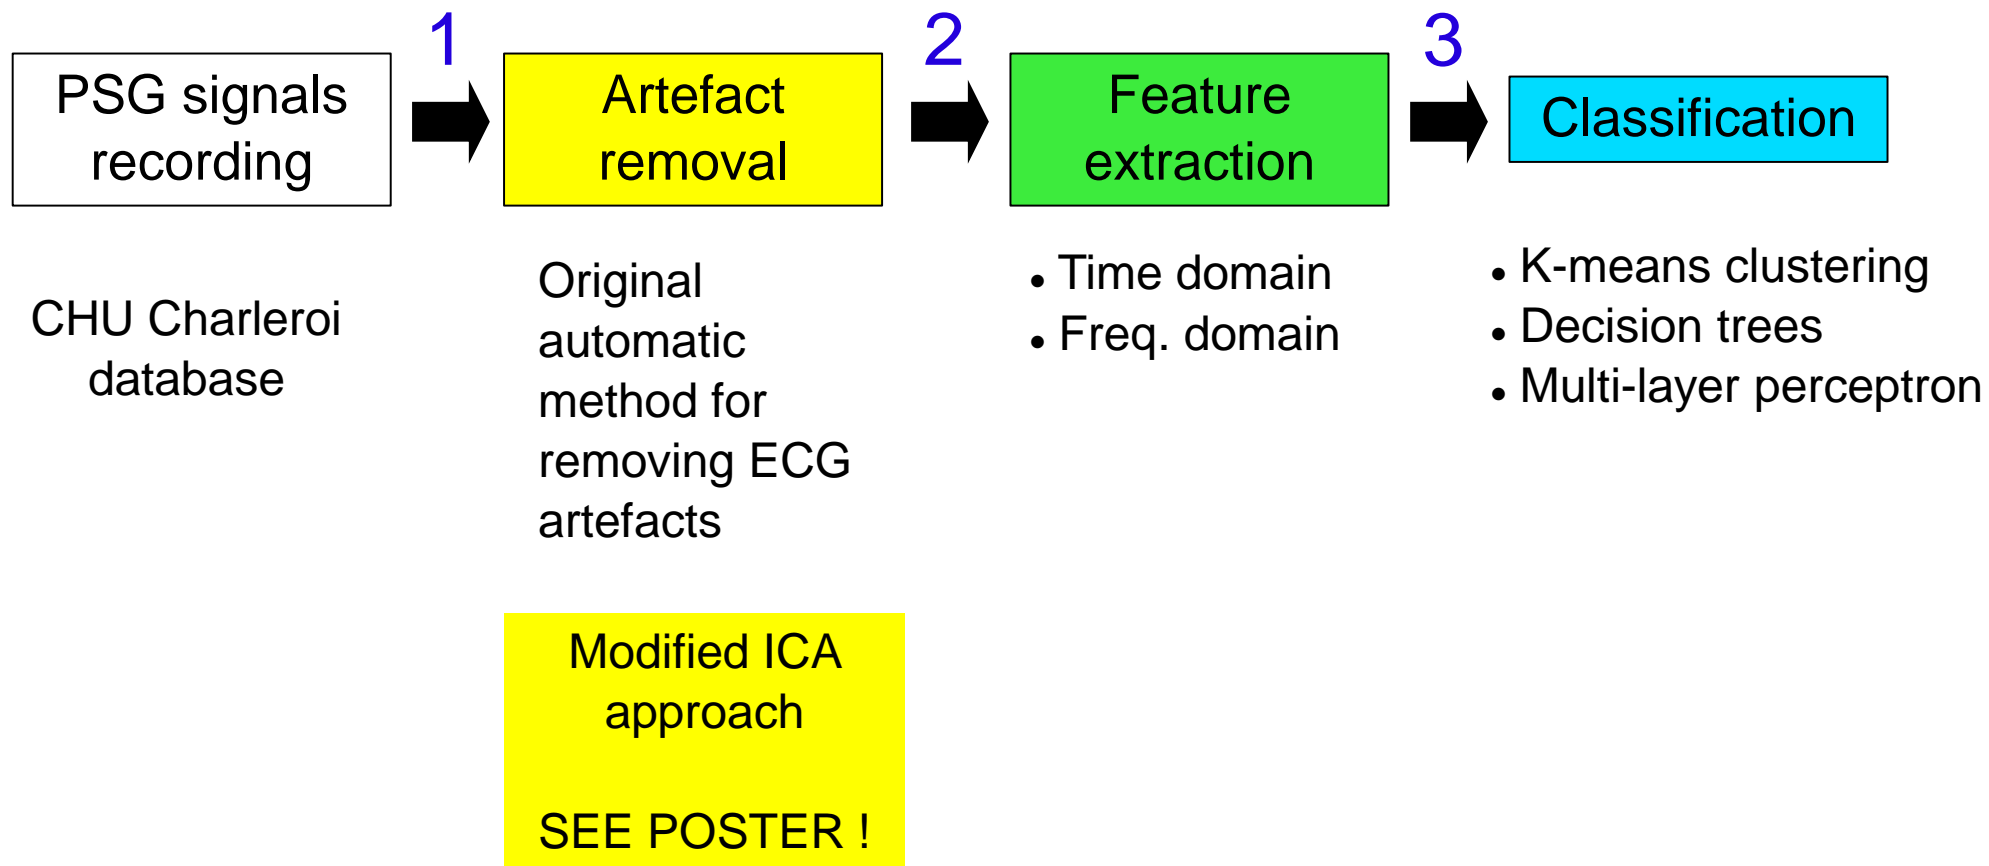 1
2
3
PSG signals
recording
Artefact
removal
Feature
extraction
Classification
CHU Charleroi
database
Original
automatic
method for
removing ECG
artefacts
Modified ICA
approach
SEE POSTER !
• Time domain
• Freq. domain
• K-means clustering
• Decision trees
• Multi-layer perceptron